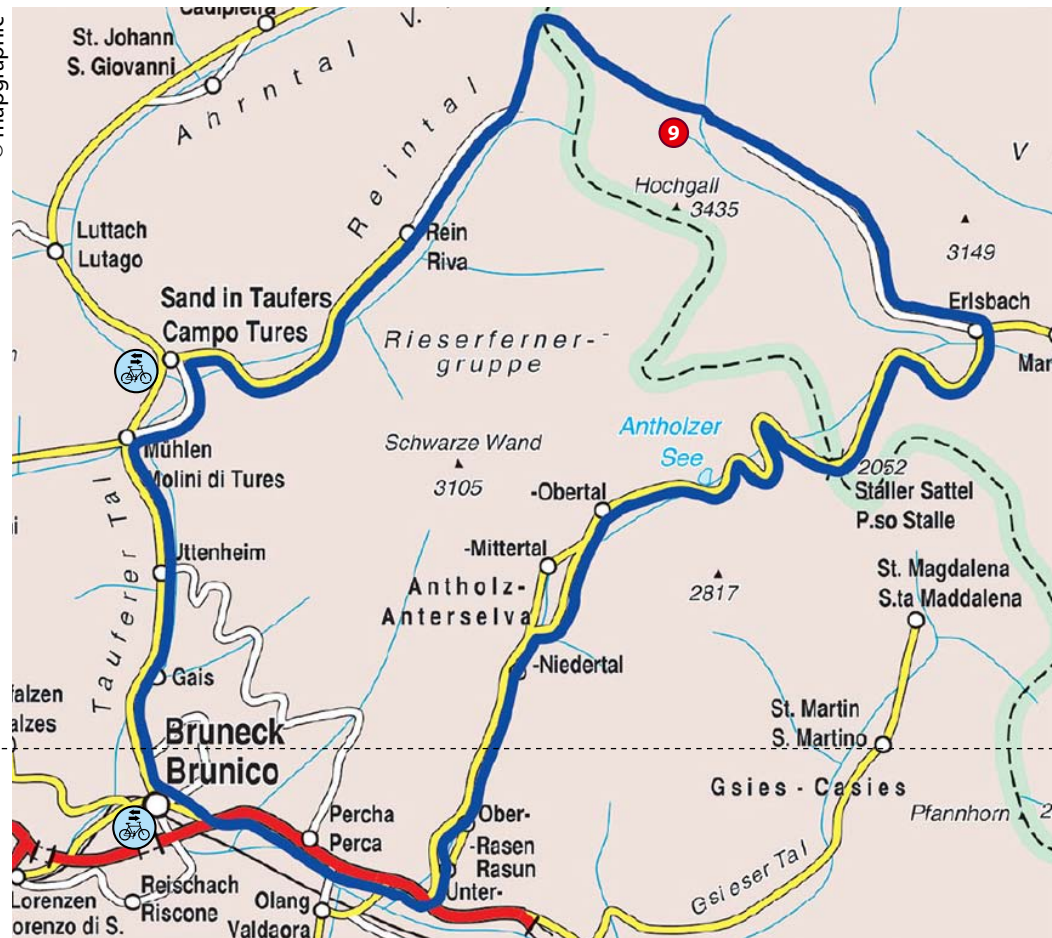 © mapgraphic
Cadipietra
St. Johann
S. Giovanni
Ahrntal
V.
Reintal
9
V
Hochgall
3435
3149
Luttach
Lutago
Rein
Riva
Sand in Taufers
Campo Tures
Erlsbach
Rieserferner-
gruppe
Mar
Antholzer
See
Schwarze Wand
3105
Mühlen
Molini di Tures
2052
Staller Sattel
P.so Stalle
-Obertal
-Mittertal
Uttenheim
Antholz-
Anterselva
2817
St. Magdalena
S.ta Maddalena
Tauferer Tal
-Niedertal
Gais
falzen
alzes
St. Martin
S. Martino
Bruneck
Brunico
Gsies - Casies
Pfannhorn
2
Percha
Perca
Ober-
-Rasen
Rasun
Unter-
Gsieser Tal
Reischach
Riscone
Olang
Valdaora
Lorenzen
orenzo di S.